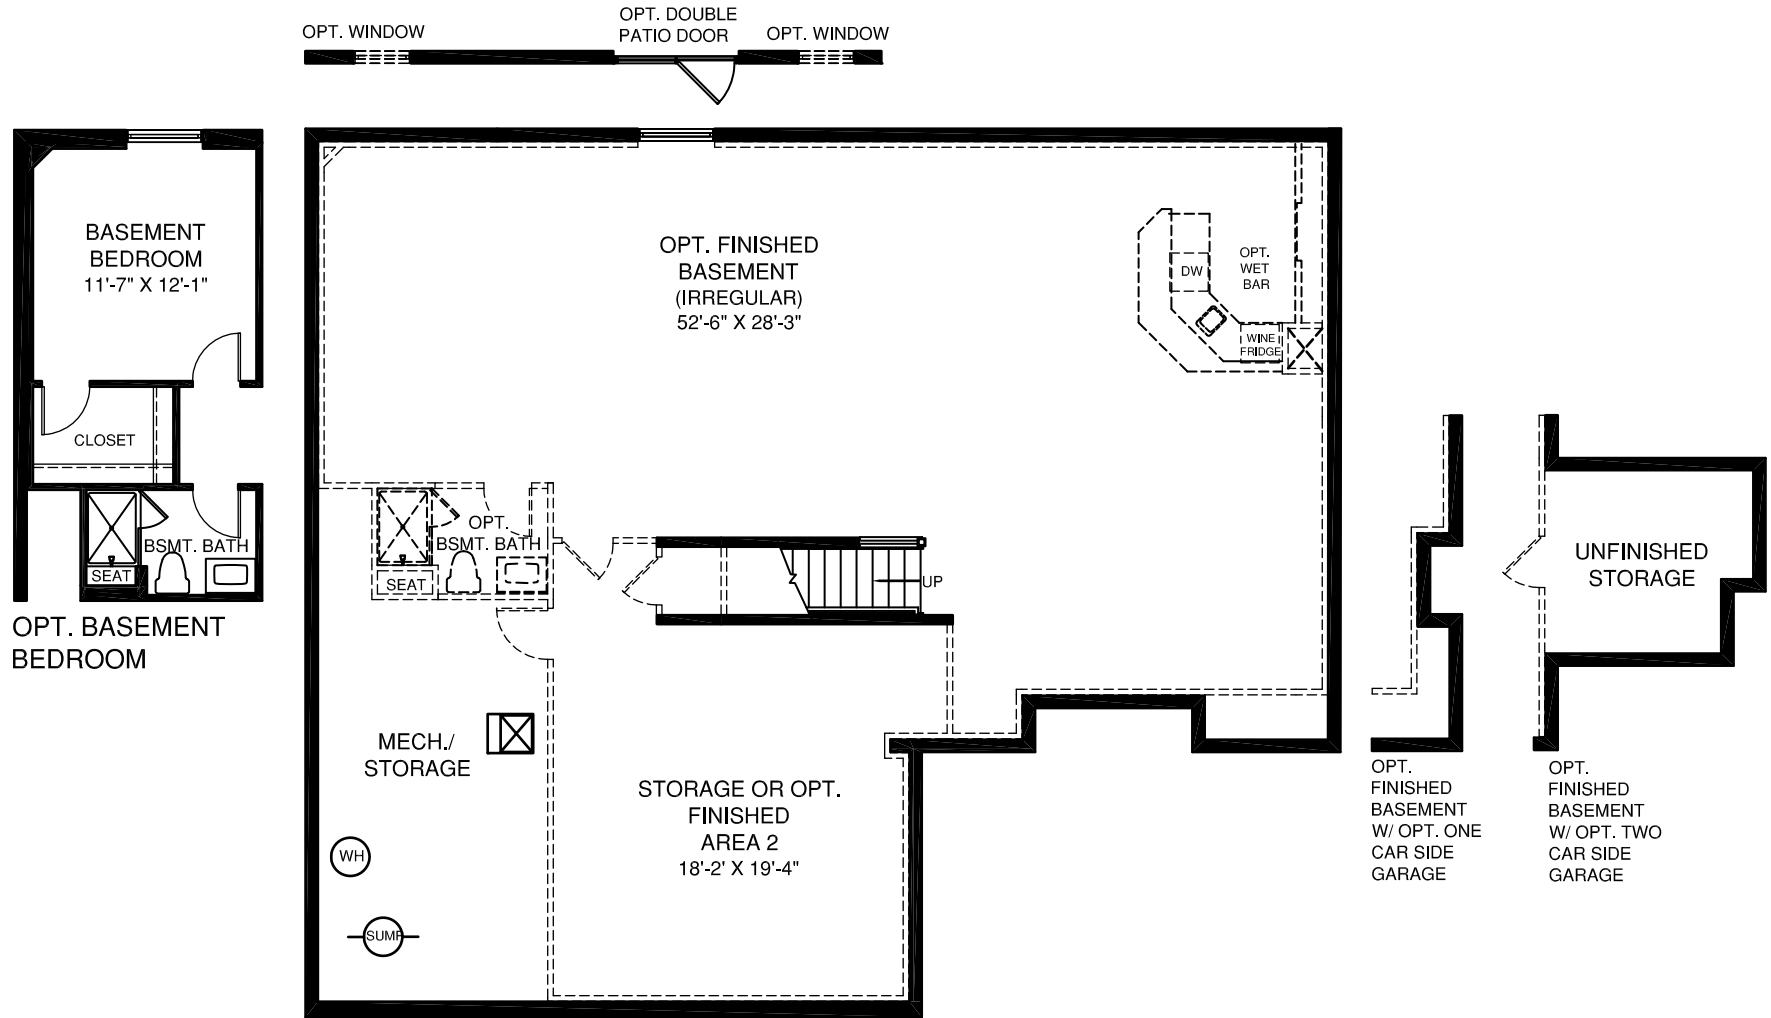 OPT. WINDOW
OPT. DOUBLE
PATIO DOOR
OPT. WINDOW
BASEMENT
BEDROOM
11'-7" X 12'-1"
CLOSET
BSMT. BATH
SEAT
OPT. BASEMENT
BEDROOM
OPT. FINISHED
BASEMENT
(IRREGULAR)
52'-6" X 28'-3"
DW
OPT.
WET
BAR
WINE
FRIDGE
OPT.
BSMT. BATH
SEAT
UP
MECH./
STORAGE
WH
SUMP
STORAGE OR OPT.
FINISHED
AREA 2
18'-2' X 19'-4"
OPT.
FINISHED
BASEMENT
W/ OPT. ONE
CAR SIDE
GARAGE
UNFINISHED
STORAGE
OPT.
FINISHED
BASEMENT
W/ OPT. TWO
CAR SIDE
GARAGE